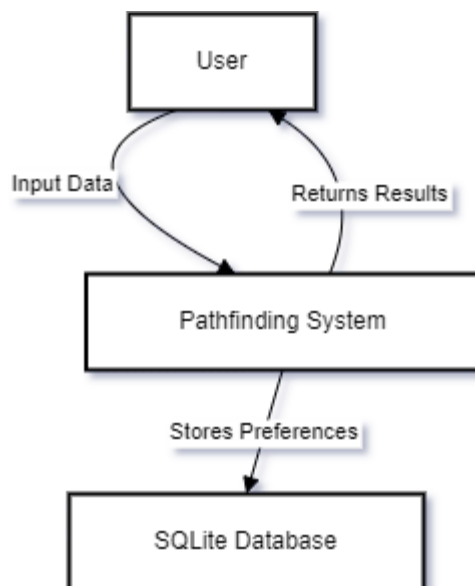 User
Input Data
Returns Results
Pathfinding System
Stores Preferences
SQLite Database